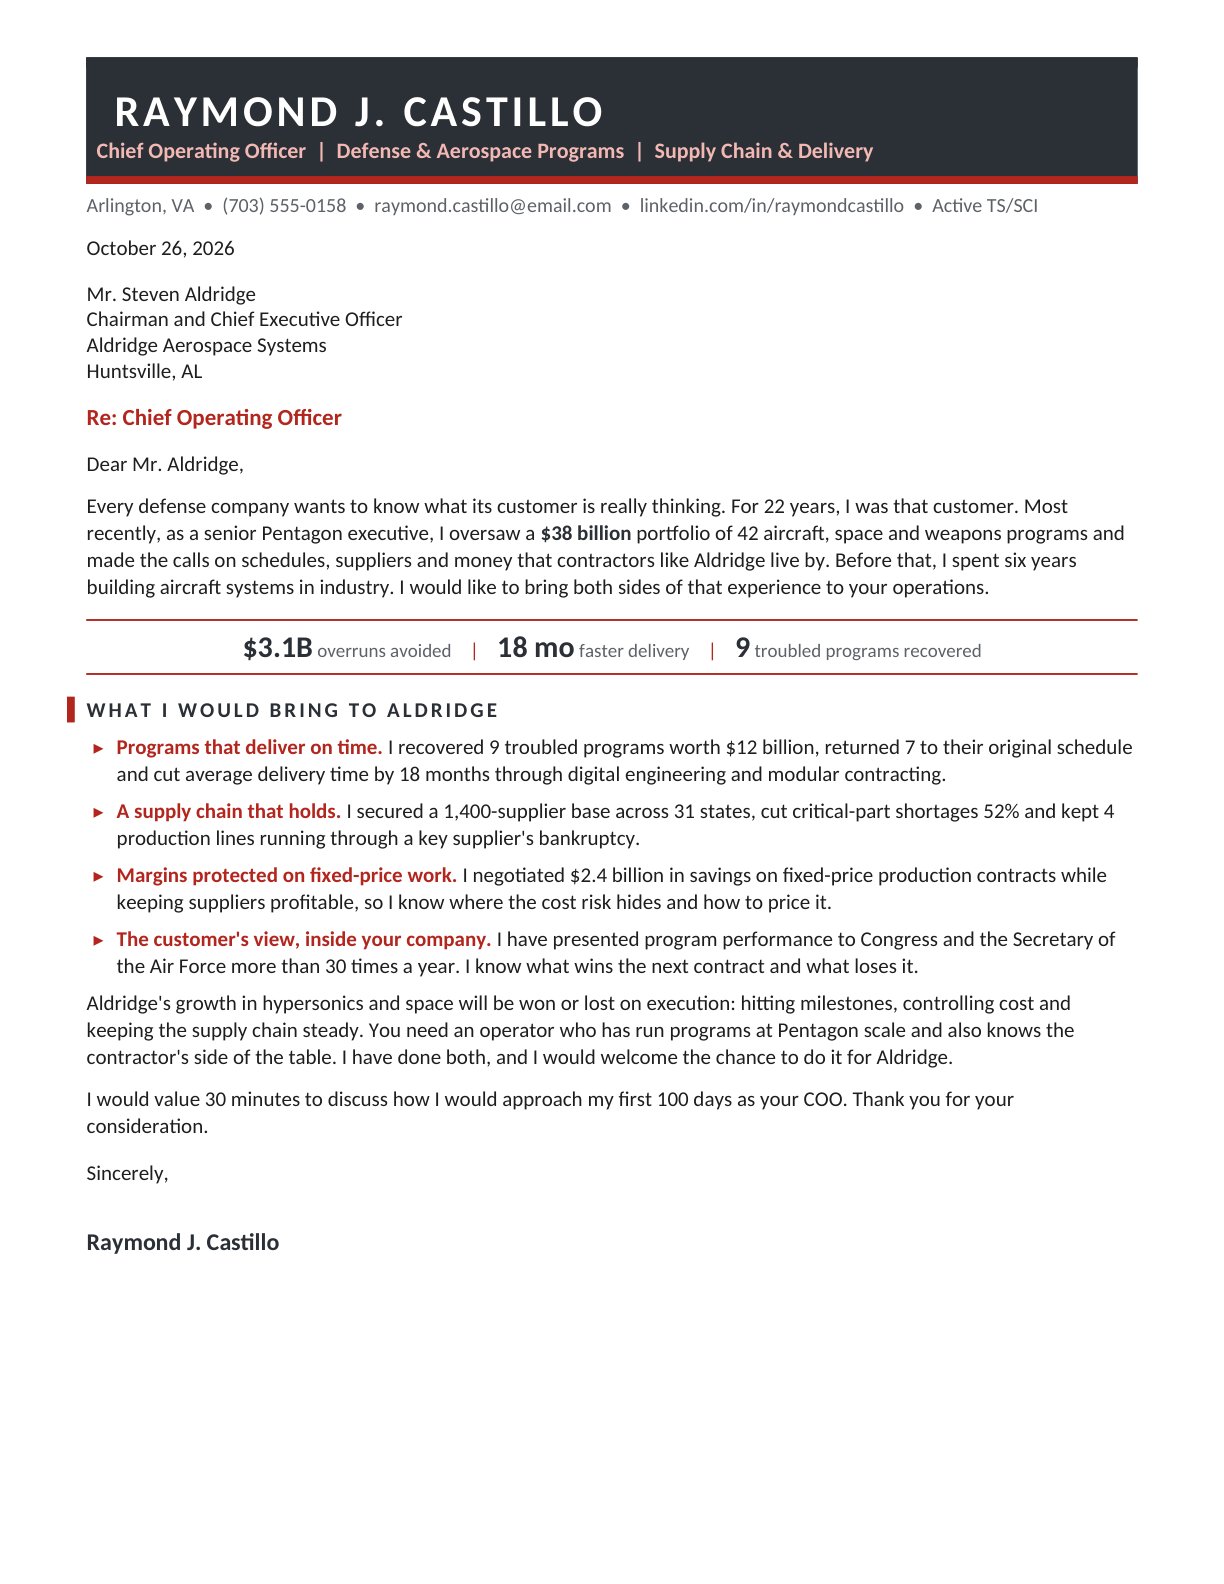 RAYMOND J. CASTILLO
Chief Operating Officer | Defense & Aerospace Programs | Supply Chain & Delivery
Arlington, VA • (703) 555-0158 • raymond.castillo@email.com • linkedin.com/in/raymondcastillo • Active TS/SCI
October 26, 2026
Mr. Steven Aldridge
Chairman and Chief Executive Officer
Aldridge Aerospace Systems
Huntsville, AL
Re: Chief Operating Officer
Dear Mr. Aldridge,
Every defense company wants to know what its customer is really thinking. For 22 years, I was that customer. Most
recently, as a senior Pentagon executive, I oversaw a $38 billion portfolio of 42 aircraft, space and weapons programs and
made the calls on schedules, suppliers and money that contractors like Aldridge live by. Before that, I spent six years
building aircraft systems in industry. I would like to bring both sides of that experience to your operations.
$3.1B overruns avoided | 18 mo faster delivery | 9 troubled programs recovered
WHAT I WOULD BRING TO ALDRIDGE
► Programs that deliver on time. I recovered 9 troubled programs worth $12 billion, returned 7 to their original schedule
and cut average delivery time by 18 months through digital engineering and modular contracting.
► A supply chain that holds. I secured a 1,400-supplier base across 31 states, cut critical-part shortages 52% and kept 4
production lines running through a key supplier's bankruptcy.
► Margins protected on fixed-price work. I negotiated $2.4 billion in savings on fixed-price production contracts while
keeping suppliers profitable, so I know where the cost risk hides and how to price it.
► The customer's view, inside your company. I have presented program performance to Congress and the Secretary of
the Air Force more than 30 times a year. I know what wins the next contract and what loses it.
Aldridge's growth in hypersonics and space will be won or lost on execution: hitting milestones, controlling cost and
keeping the supply chain steady. You need an operator who has run programs at Pentagon scale and also knows the
contractor's side of the table. I have done both, and I would welcome the chance to do it for Aldridge.
I would value 30 minutes to discuss how I would approach my first 100 days as your COO. Thank you for your
consideration.
Sincerely,
Raymond J. Castillo